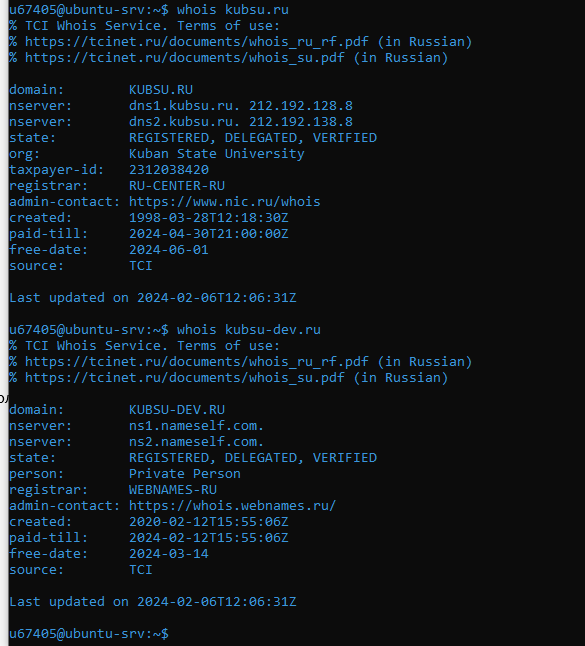 u67405@ubuntu-srv:~$ whois kubsu.ru
% TCI Whois Service. Terms of use:
% https://tcinet.ru/documents/whois_ru_rf.pdf (in Russian)
% https://tcinet.ru/documents/whois_su.pdf (in Russian)

domain:        KUBSU.RU
nserver:       dns1.kubsu.ru. 212.192.128.8
nserver:       dns2.kubsu.ru. 212.192.138.8
state:         REGISTERED, DELEGATED, VERIFIED
org:           Kuban State University
taxpayer-id:   2312038420
registrar:     RU-CENTER-RU
admin-contact: https://www.nic.ru/whois
created:       1998-03-28T12:18:30Z
paid-till:     2024-04-30T21:00:00Z
free-date:     2024-06-01
source:        TCI

Last updated on 2024-02-06T12:06:31Z

u67405@ubuntu-srv:~$ whois kubsu-dev.ru
% TCI Whois Service. Terms of use:
% https://tcinet.ru/documents/whois_ru_rf.pdf (in Russian)
% https://tcinet.ru/documents/whois_su.pdf (in Russian)

domain:        KUBSU-DEV.RU
nserver:       ns1.nameself.com.
nserver:       ns2.nameself.com.
state:         REGISTERED, DELEGATED, VERIFIED
person:        Private Person
registrar:     WEBNAMES-RU
admin-contact: https://whois.webnames.ru/
created:       2020-02-12T15:55:06Z
paid-till:     2024-02-12T15:55:06Z
free-date:     2024-03-14
source:        TCI

Last updated on 2024-02-06T12:06:31Z

u67405@ubuntu-srv:~$